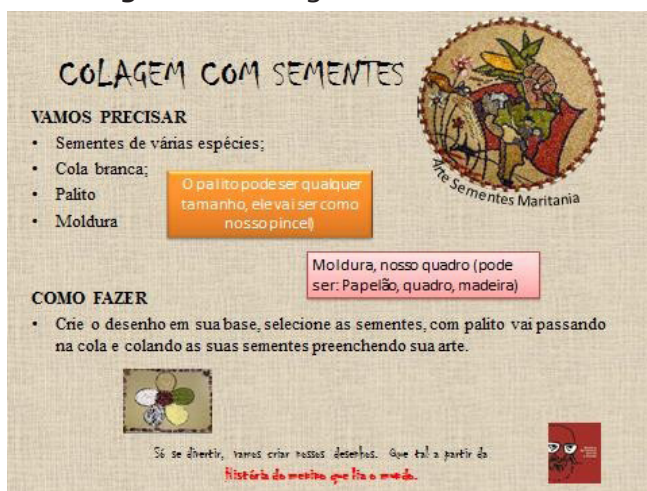 COLAGEM COM SEMENTES
VAMOS PRECISAR
• Sementes de várias espécies;
• Cola branca;
• Palito
• Moldura
O palito pode ser qualquer
tamanho, ele vai ser como
nosso pincel)
Arte Sementes Maritania
Moldura, nosso quadro (pode
ser: Papelão, quadro, madeira)
COMO FAZER
• Crie o desenho em sua base, selecione as sementes, com palito vai passando
na cola e colando as suas sementes preenchendo sua arte.
Só se divertir, vamos criar nossos desenhos. Que tal a partir da
História do menino que lia o mundo.